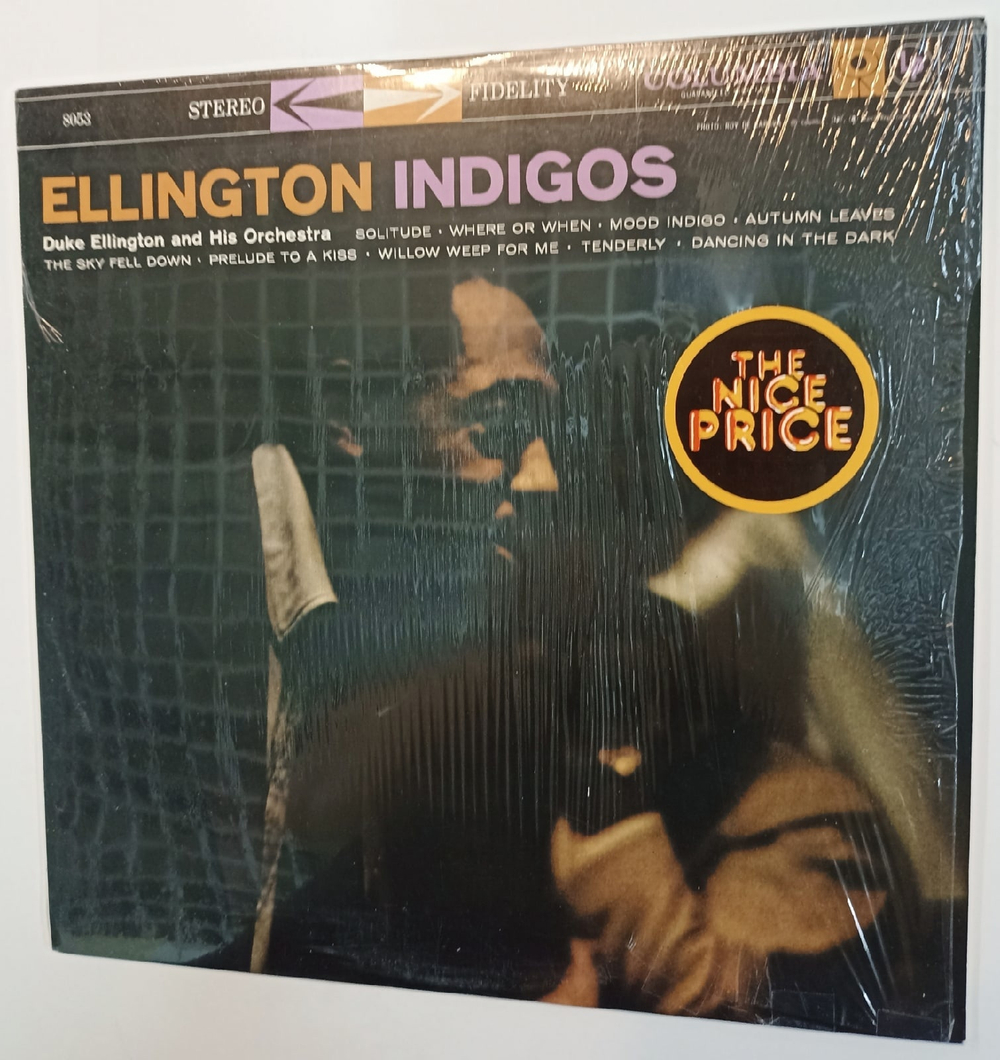 8053 STEREO FIDELITY COLUMBIA
ELLINGTON INDIGOS
Duke Ellington and His Orchestra SOLITUDE · WHERE OR WHEN · MOOD INDIGO · AUTUMN LEAVES
THE SKY FELL DOWN · PRELUDE TO A KISS · WILLOW WEEP FOR ME · TENDERLY · DANCING IN THE DARK
THE
NICE
PRICE